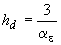 h_d = 3 / α_ε